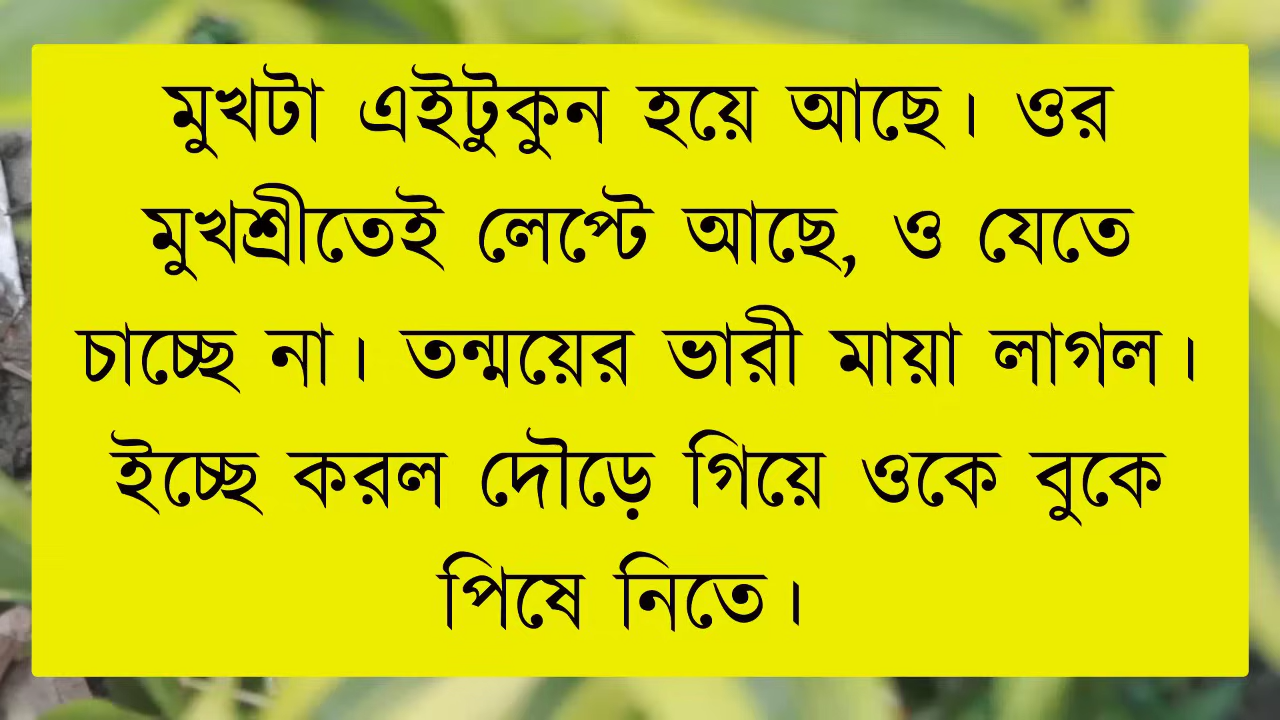 মুখটা এইটুকুন হয়ে আছে। ওর
মুখশ্রীতেই লেপ্টে আছে, ও যেতে
চাচ্ছে না। তন্ময়ের ভারী মায়া লাগল।
ইচ্ছে করল দৌড়ে গিয়ে ওকে বুকে
পিষে নিতে।